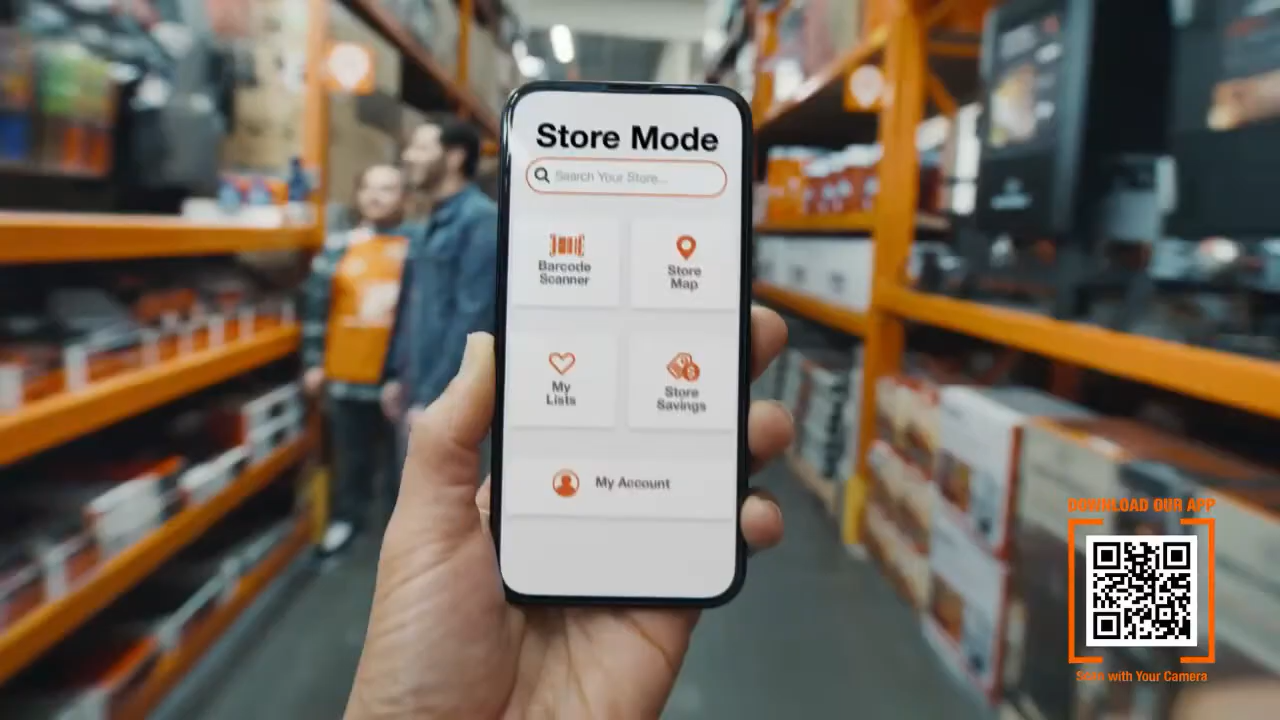 Store Mode
Search Your Store...
Barcode
Scanner
Store
Map
My
Lists
Store
Savings
My Account
DOWNLOAD OUR APP
Scan with Your Camera